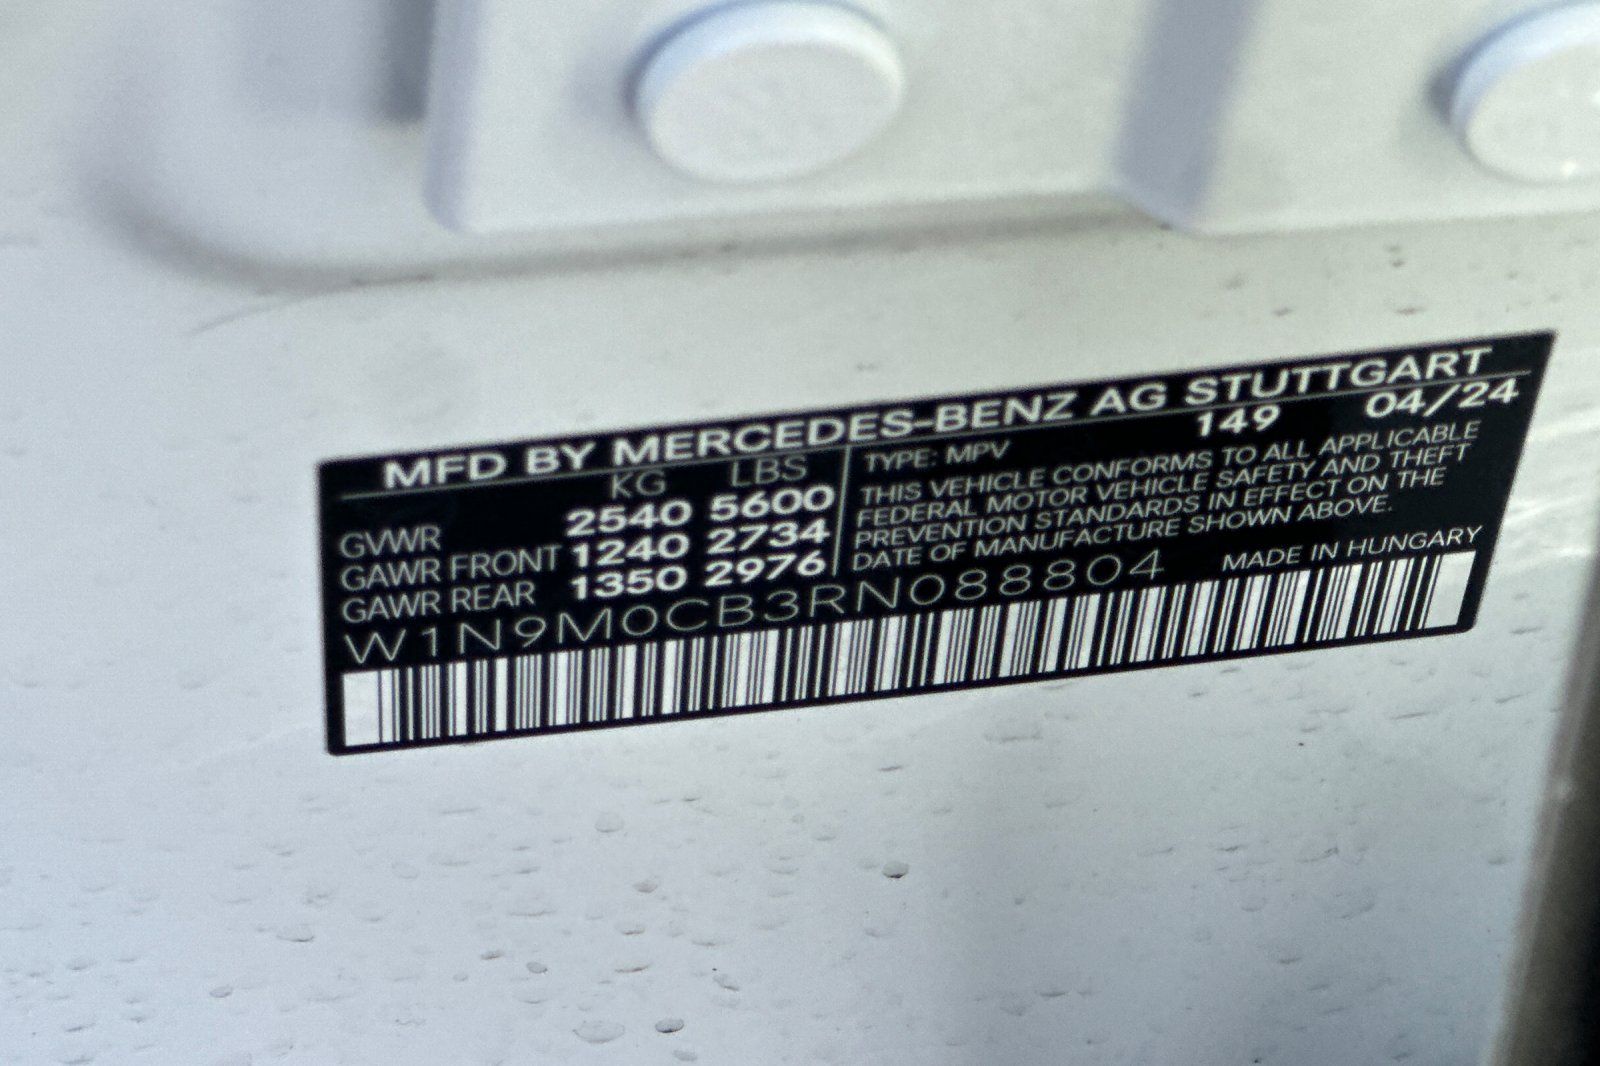 MFD BY MERCEDES-BENZ AG STUTTGART
KG LBS
GVWR 2540 5600
GAWR FRONT 1240 2734
GAWR REAR 1350 2976
149 04/24
TYPE: MPV
THIS VEHICLE CONFORMS TO ALL APPLICABLE
FEDERAL MOTOR VEHICLE SAFETY AND THEFT
PREVENTION STANDARDS IN EFFECT ON THE
DATE OF MANUFACTURE SHOWN ABOVE.
W1N9M0CB3RN088804
MADE IN HUNGARY